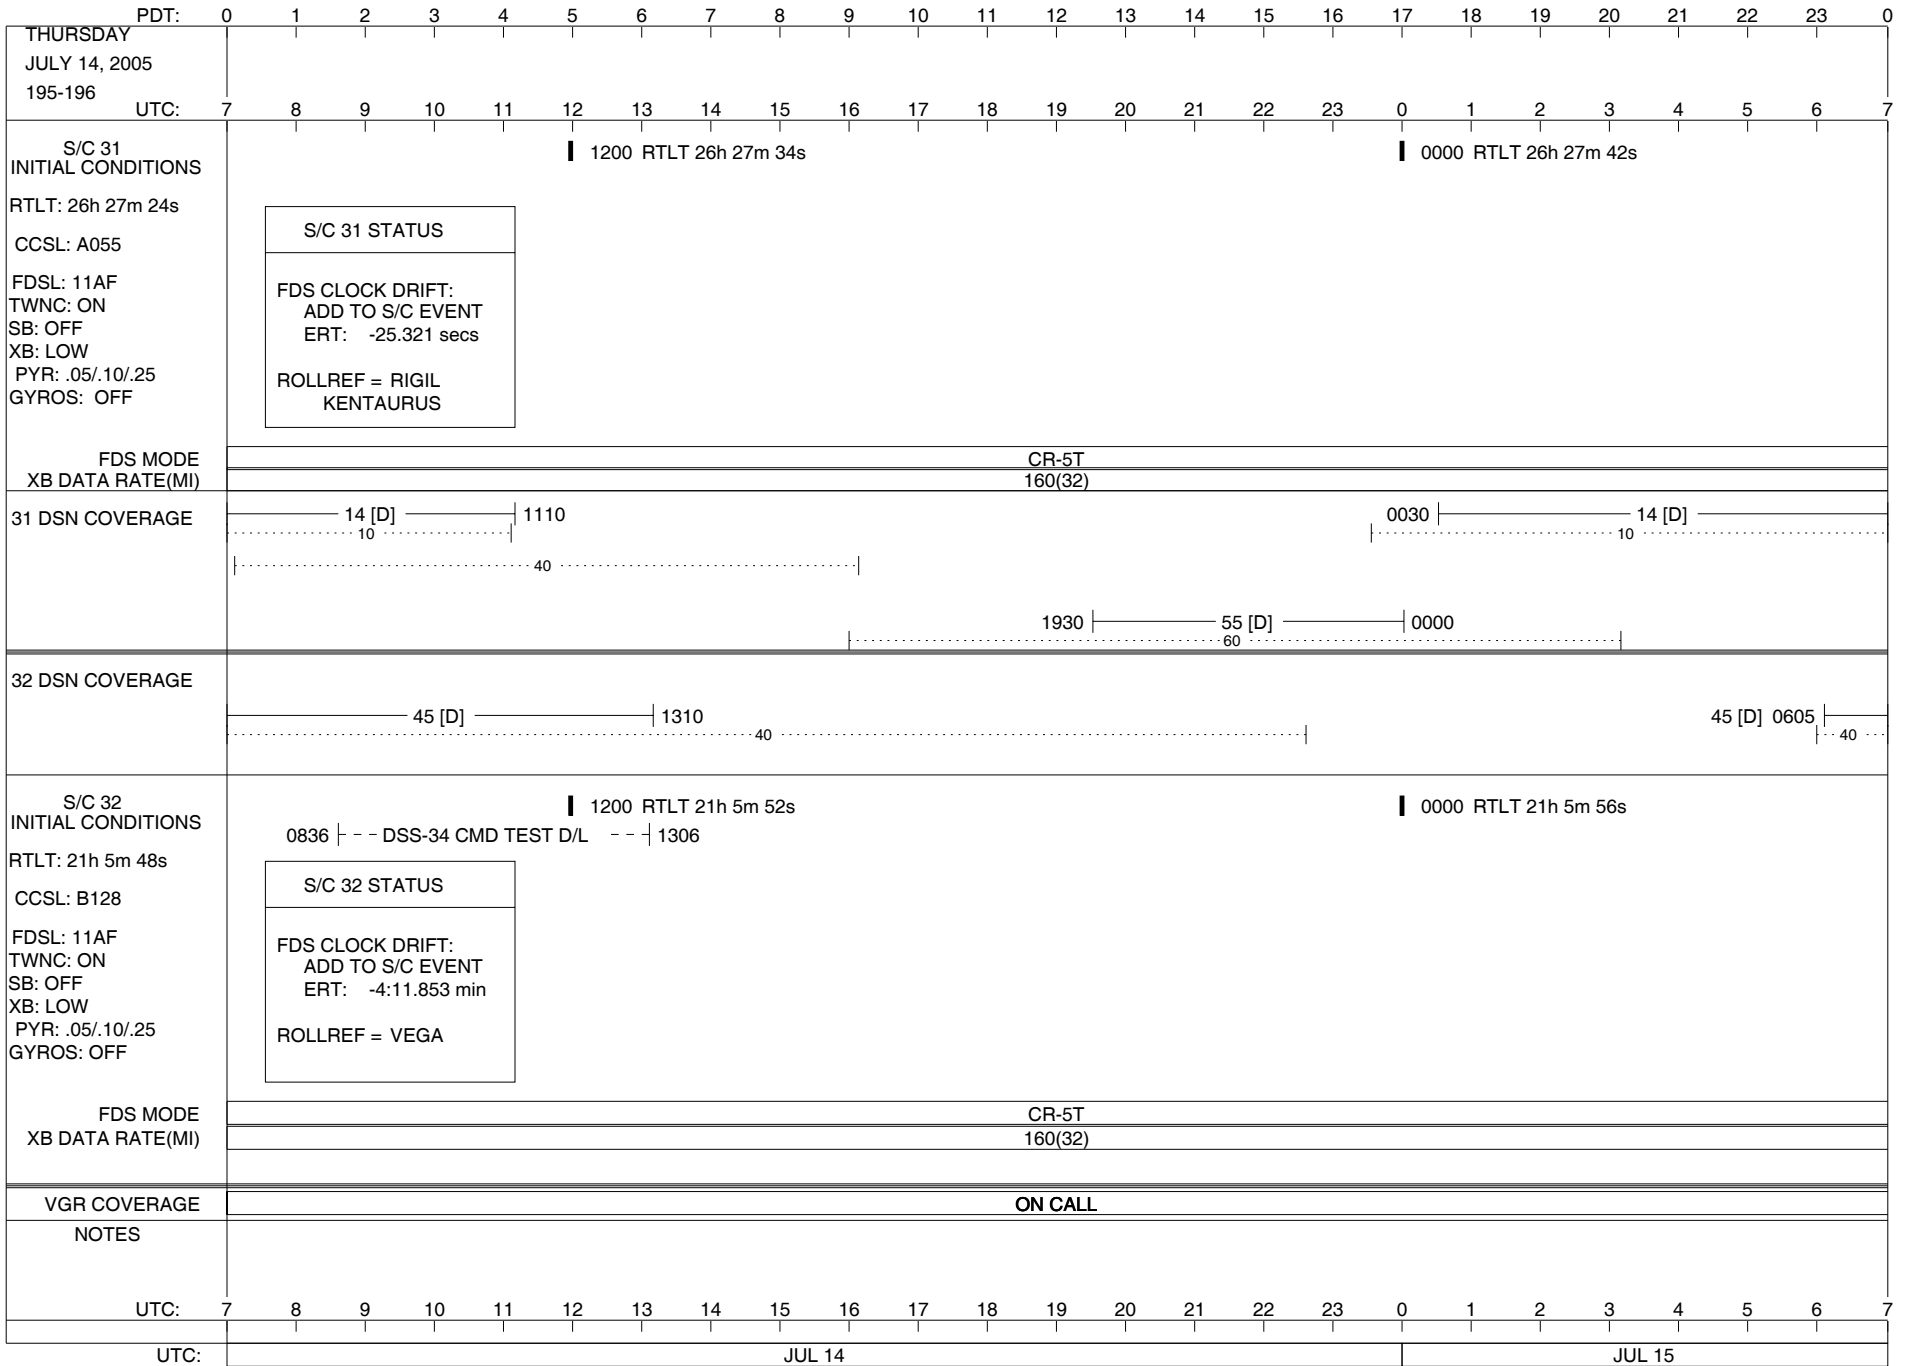 PDT: 0 1 2 3 4 5 6 7 8 9 10 11 12 13 14 15 16 17 18 19 20 21 22 23 0
THURSDAY
JULY 14, 2005
195-196
UTC: 7 8 9 10 11 12 13 14 15 16 17 18 19 20 21 22 23 0 1 2 3 4 5 6 7
S/C 31
INITIAL CONDITIONS
1200 RTLT 26h 27m 34s
0000 RTLT 26h 27m 42s
RTLT: 26h 27m 24s
CCSL: A055
FDSL: 11AF
TWNC: ON
SB: OFF
XB: LOW
PYR: .05/.10/.25
GYROS: OFF
S/C 31 STATUS
FDS CLOCK DRIFT:
ADD TO S/C EVENT
ERT: -25.321 secs
ROLLREF = RIGIL
KENTAURUS
FDS MODE CR-5T
XB DATA RATE(MI) 160(32)
31 DSN COVERAGE 14 [D] 1110 0030 14 [D]
10 10
40
1930 55 [D] 0000
60
32 DSN COVERAGE
45 [D] 1310 45 [D] 0605
40 40
S/C 32
INITIAL CONDITIONS
1200 RTLT 21h 5m 52s
0000 RTLT 21h 5m 56s
0836 DSS-34 CMD TEST D/L 1306
RTLT: 21h 5m 48s
CCSL: B128
FDSL: 11AF
TWNC: ON
SB: OFF
XB: LOW
PYR: .05/.10/.25
GYROS: OFF
S/C 32 STATUS
FDS CLOCK DRIFT:
ADD TO S/C EVENT
ERT: -4:11.853 min
ROLLREF = VEGA
FDS MODE CR-5T
XB DATA RATE(MI) 160(32)
VGR COVERAGE ON CALL
NOTES
UTC: 7 8 9 10 11 12 13 14 15 16 17 18 19 20 21 22 23 0 1 2 3 4 5 6 7
UTC: JUL 14 JUL 15